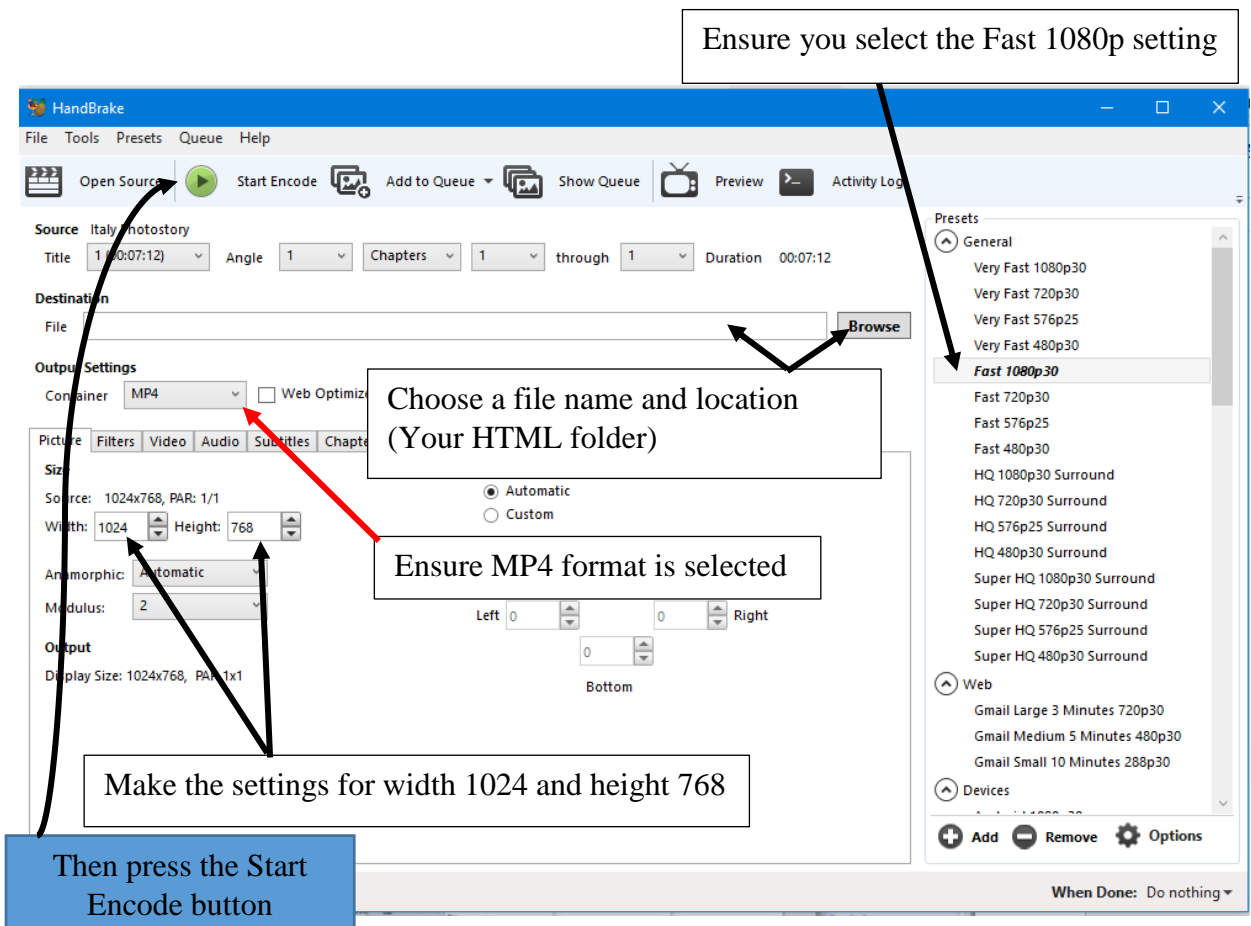 Ensure you select the Fast 1080p setting
HandBrake
File Tools Presets Queue Help
Open Source Start Encode Add to Queue Show Queue Preview Activity Log
Source Italy Photostory
Title 1 (00:07:12) Angle 1 Chapters 1 through 1 Duration 00:07:12
Destination
File Browse
Output Settings
Container MP4 Web Optimize
Choose a file name and location
(Your HTML folder)
Picture Filters Video Audio Subtitles Chapte
Size
Source: 1024x768, PAR: 1/1
Automatic
Width: 1024 Height: 768
Custom
Ensure MP4 format is selected
Anamorphic: Automatic
Modulus: 2
Left 0 0 Right
Output
0
Display Size: 1024x768, PAR 1x1
Bottom
Make the settings for width 1024 and height 768
Then press the Start
Encode button
Presets
General
Very Fast 1080p30
Very Fast 720p30
Very Fast 576p25
Very Fast 480p30
Fast 1080p30
Fast 720p30
Fast 576p25
Fast 480p30
HQ 1080p30 Surround
HQ 720p30 Surround
HQ 576p25 Surround
HQ 480p30 Surround
Super HQ 1080p30 Surround
Super HQ 720p30 Surround
Super HQ 576p25 Surround
Super HQ 480p30 Surround
Web
Gmail Large 3 Minutes 720p30
Gmail Medium 5 Minutes 480p30
Gmail Small 10 Minutes 288p30
Devices
Add Remove Options
When Done: Do nothing